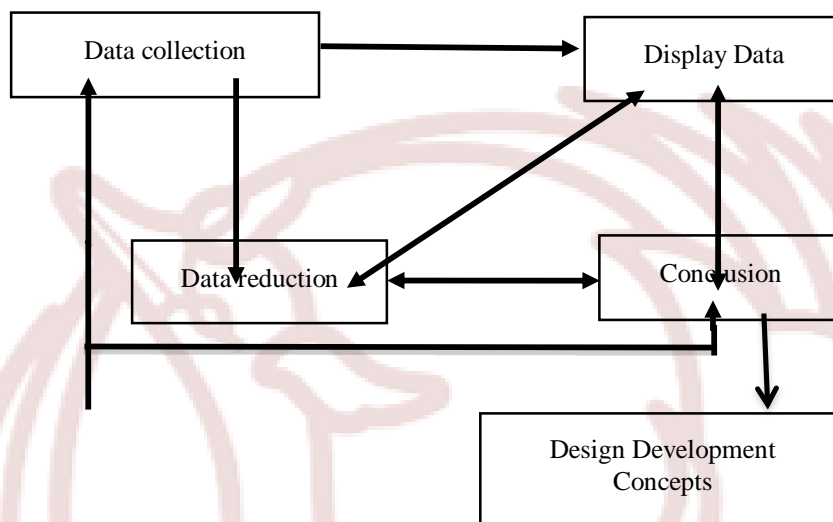 Data collection
Display Data
Data reduction
Conclusion
Design Development
Concepts